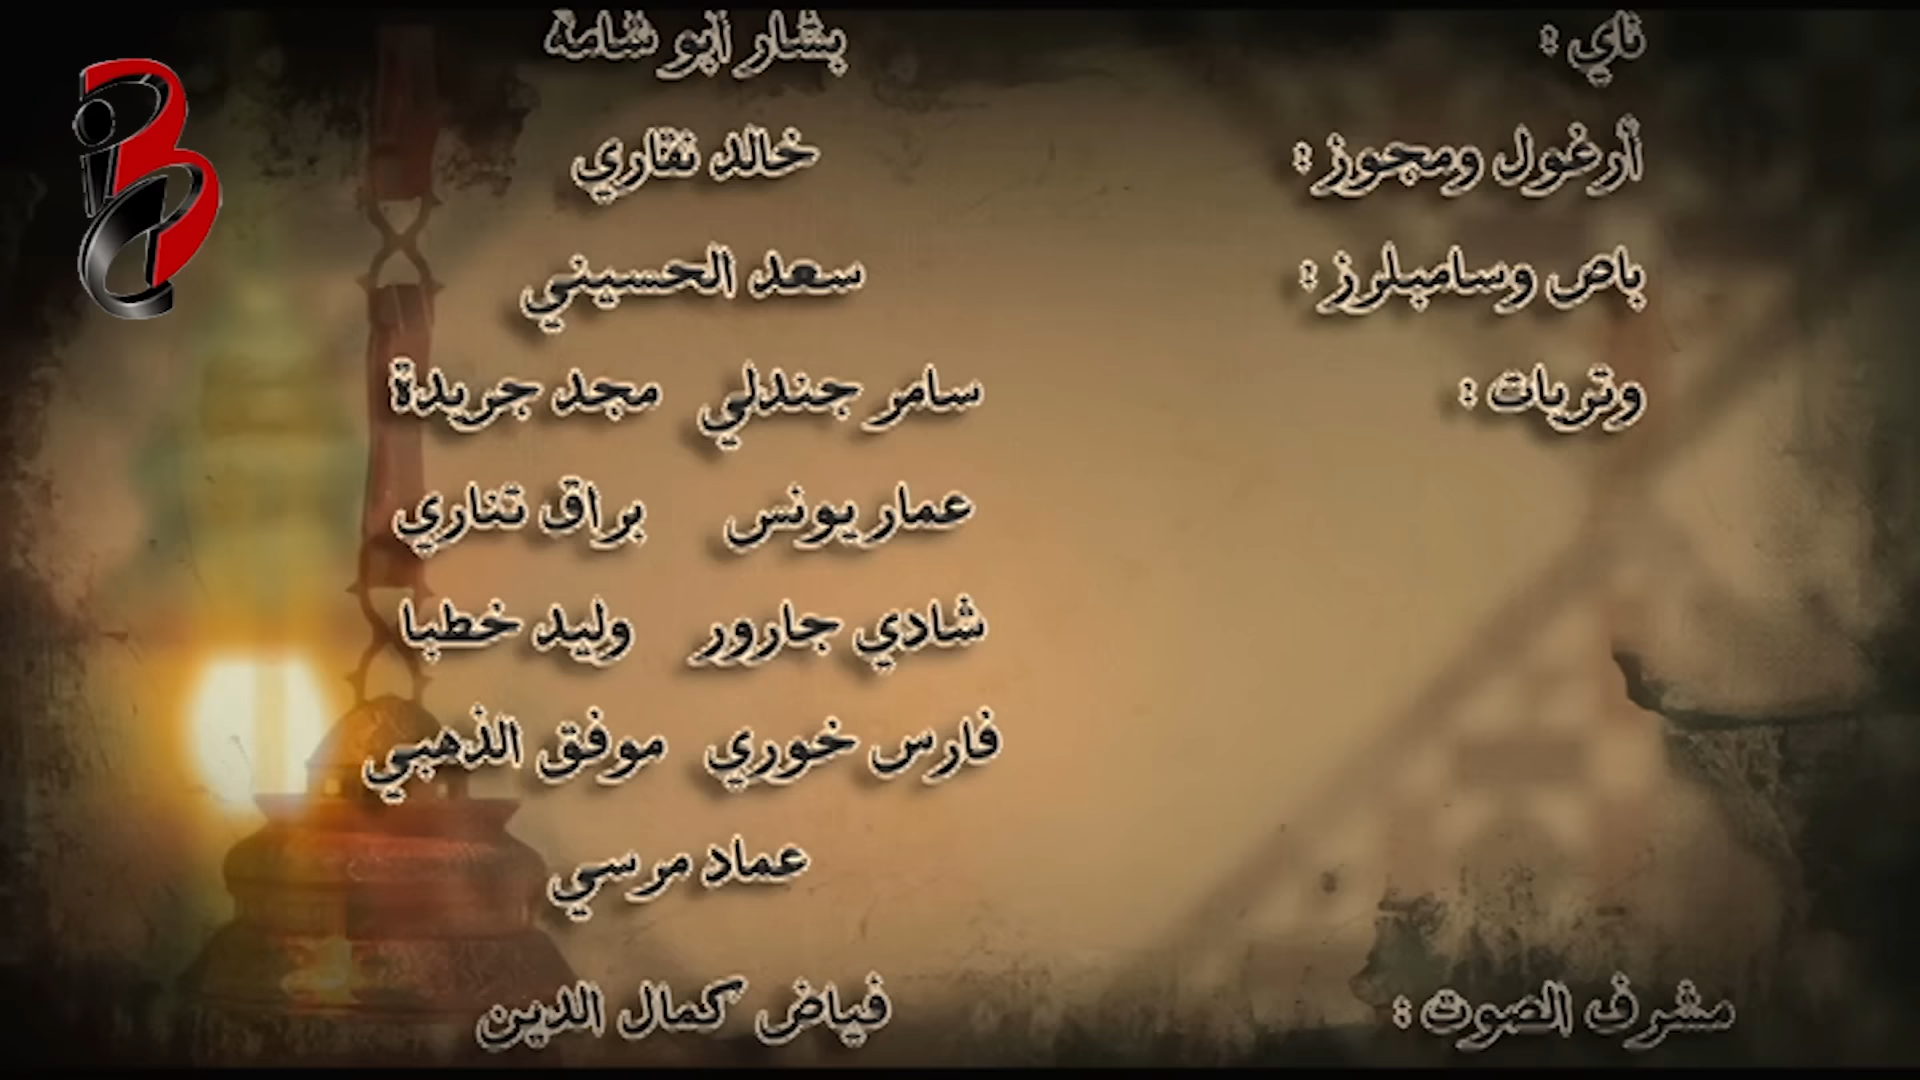 ناي : بشار أبو شامة
أرغول ومجوز : خالد نقاري
باص وسامبلرز : سعد الحسيني
وتريات : سامر جندلي مجد جريدة
عمار يونس براق تناري
شادي جارور وليد خطبا
فارس خوري موفق الذهبي
عماد مرسي
مشرف الصوت : فياض كمال الدين